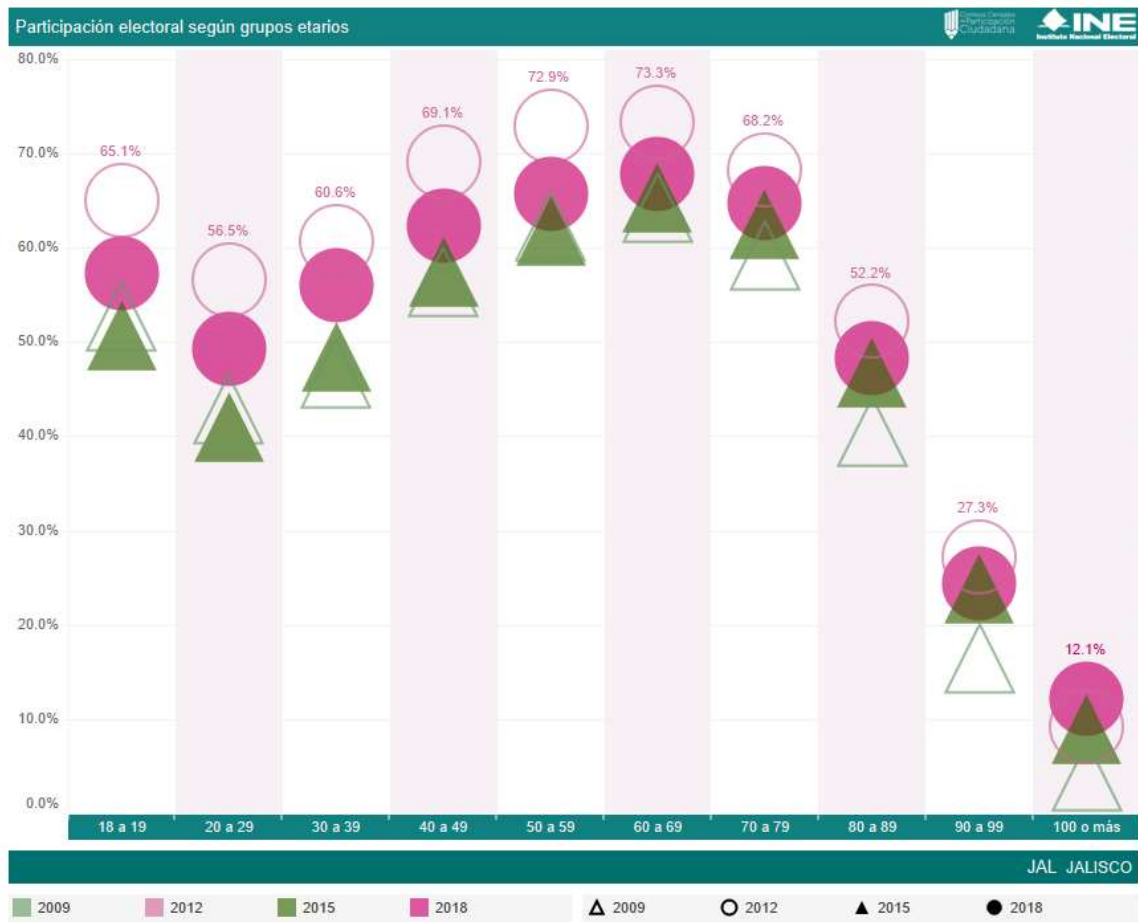 Participación electoral según grupos etarios
Ciudadana
INE
Instituto Nacional Electoral
80.0%
70.0%
60.0%
50.0%
40.0%
30.0%
20.0%
10.0%
0.0%
65.1%
56.5%
60.6%
69.1%
72.9%
73.3%
68.2%
52.2%
27.3%
12.1%
18 a 19
20 a 29
30 a 39
40 a 49
50 a 59
60 a 69
70 a 79
80 a 89
90 a 99
100 o más
JAL JALISCO
2009
2012
2015
2018
2009
2012
2015
2018